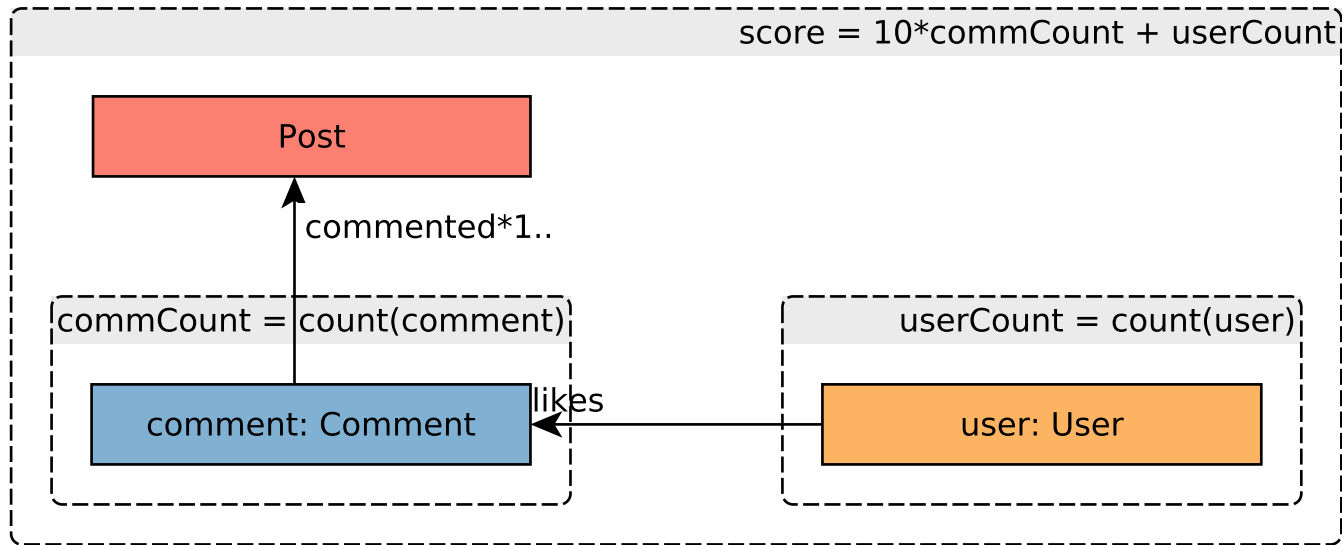 score = 10*commCount + userCount
Post
commented*1..
commCount = count(comment)
userCount = count(user)
likes
comment: Comment
user: User